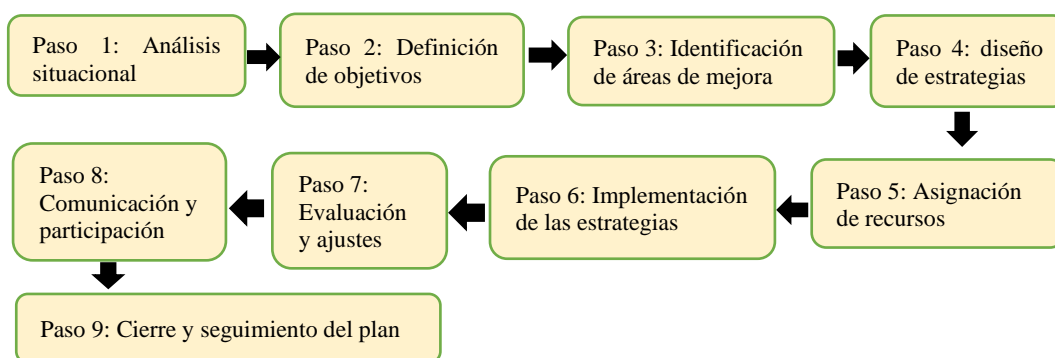 Paso 1: Análisis
situacional
Paso 2: Definición
de objetivos
Paso 3: Identificación
de áreas de mejora
Paso 4: diseño
de estrategias
Paso 5: Asignación
de recursos
Paso 6: Implementación
de las estrategias
Paso 7:
Evaluación
y ajustes
Paso 8:
Comunicación y
participación
Paso 9: Cierre y seguimiento del plan